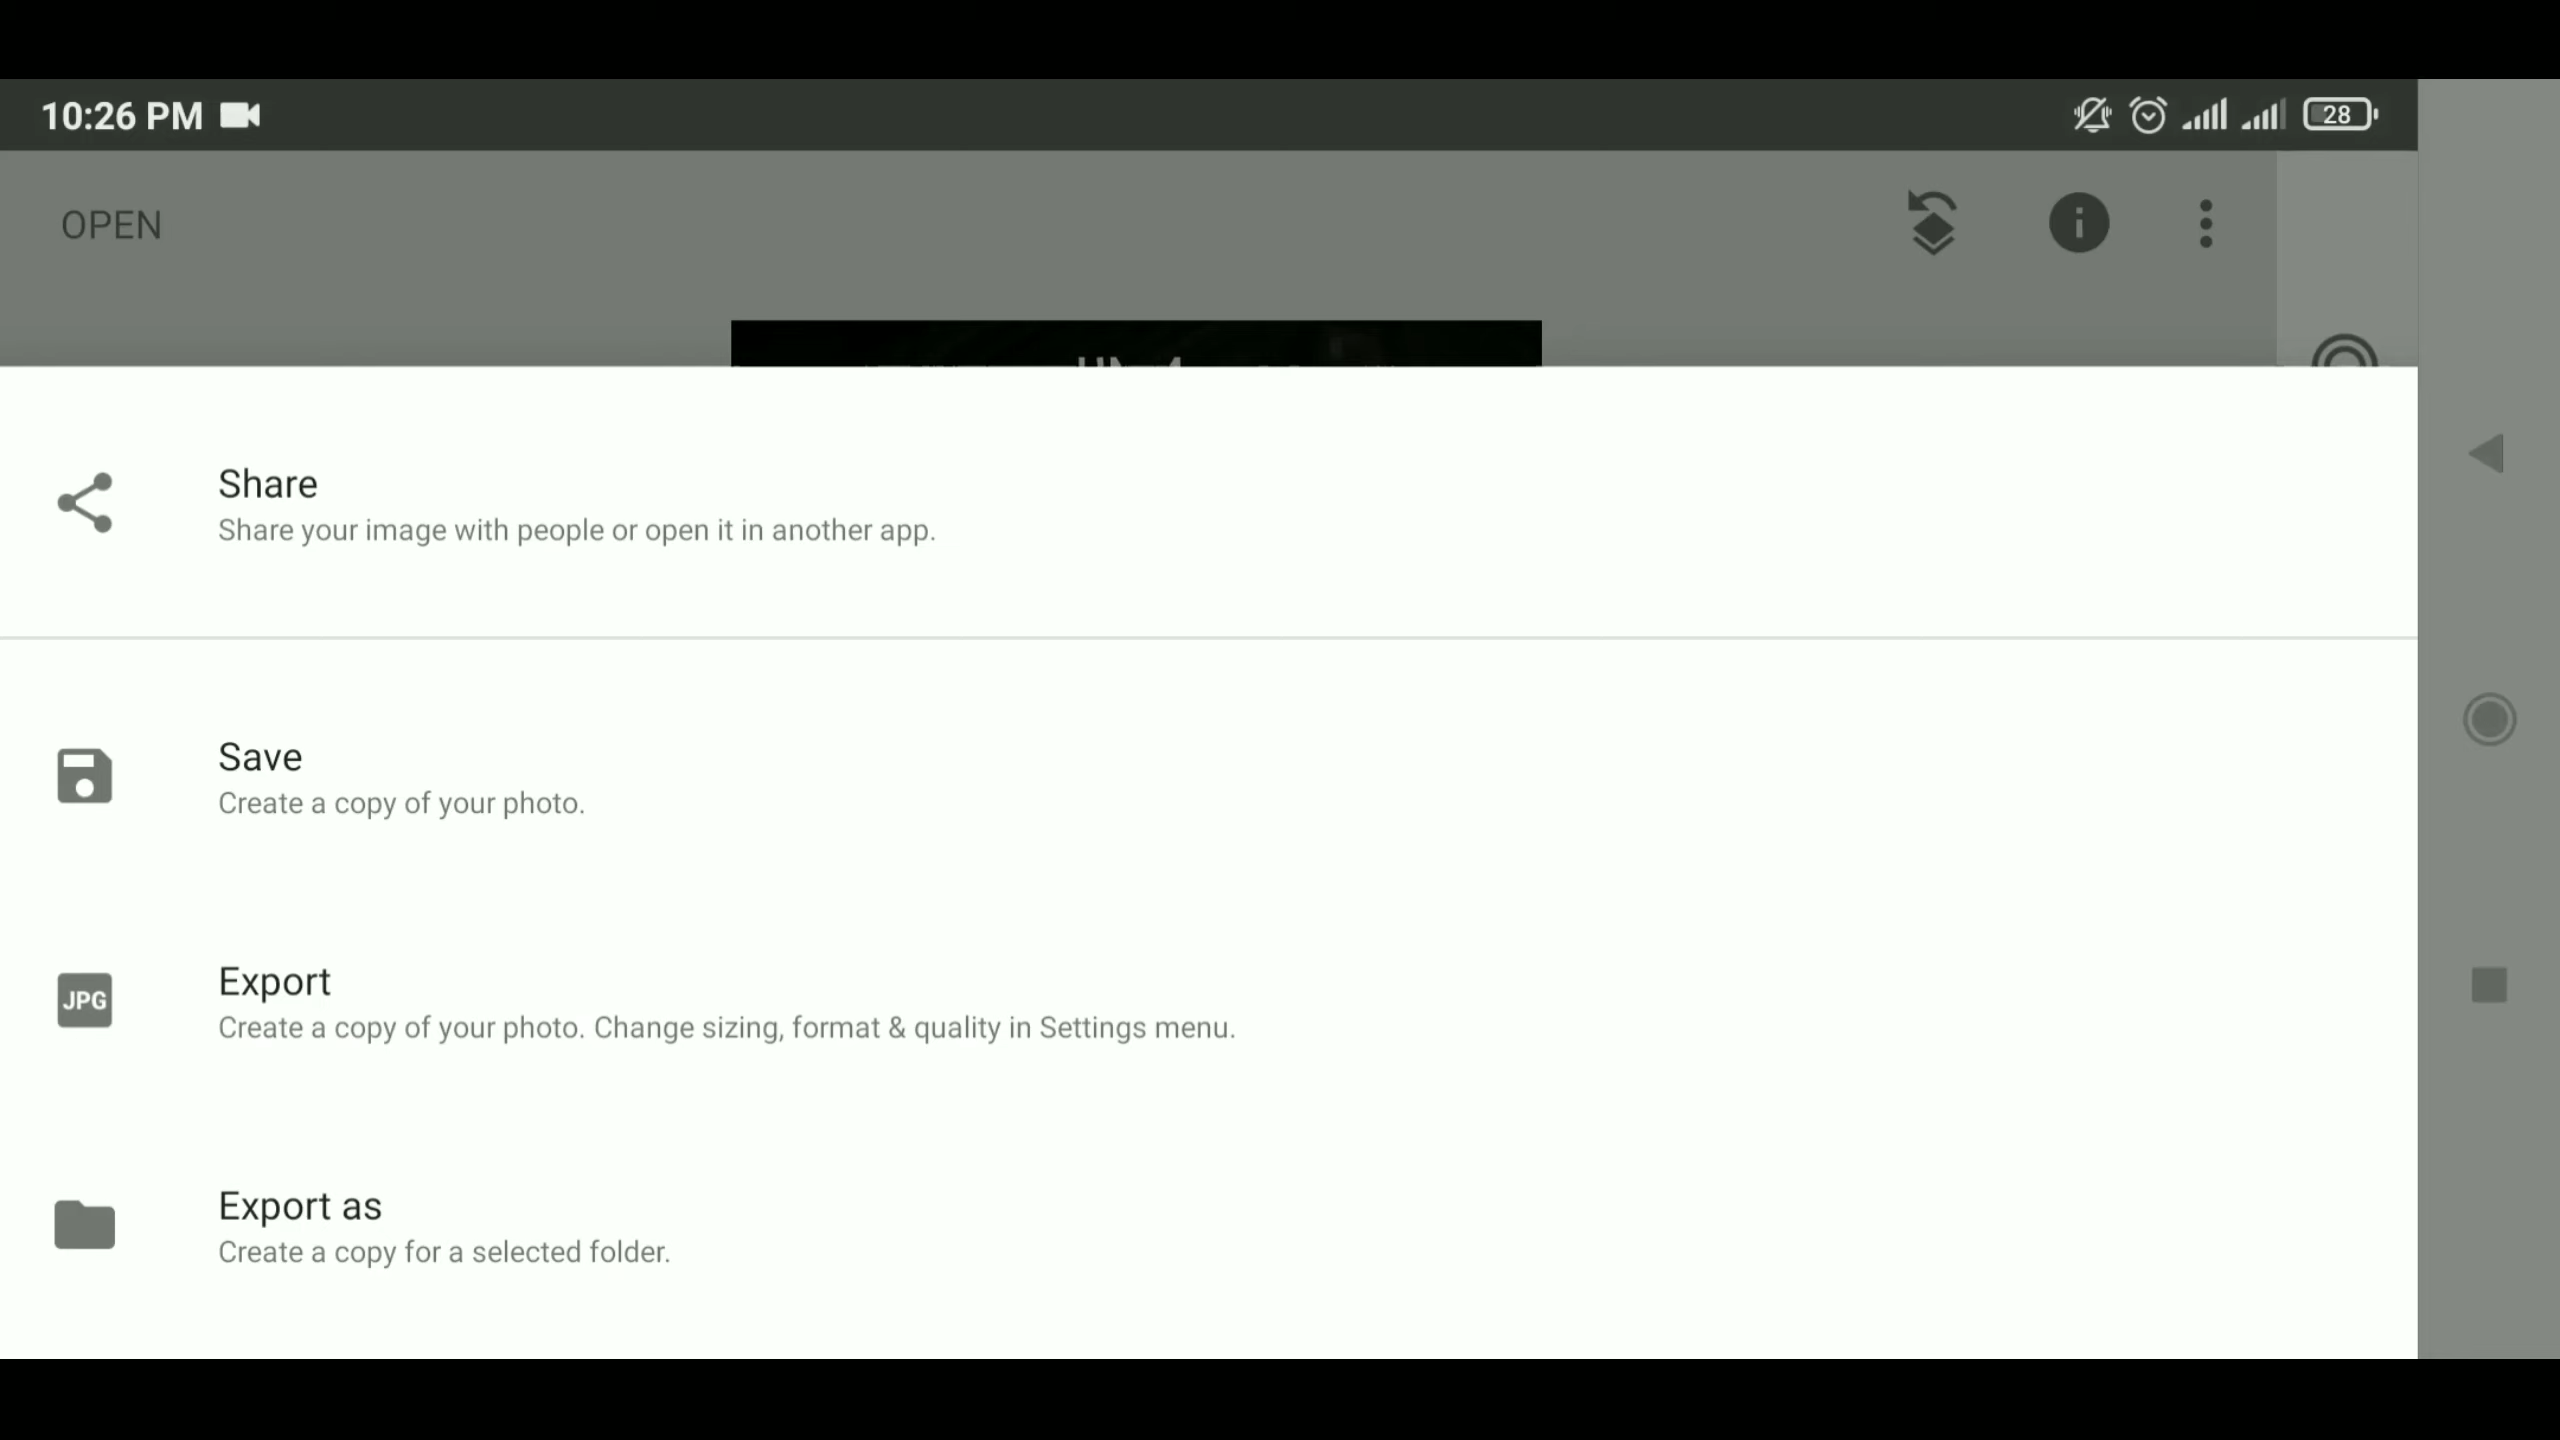 10:26 PM
28
OPEN
Share
Share your image with people or open it in another app.
Save
Create a copy of your photo.
JPG
Export
Create a copy of your photo. Change sizing, format & quality in Settings menu.
Export as
Create a copy for a selected folder.